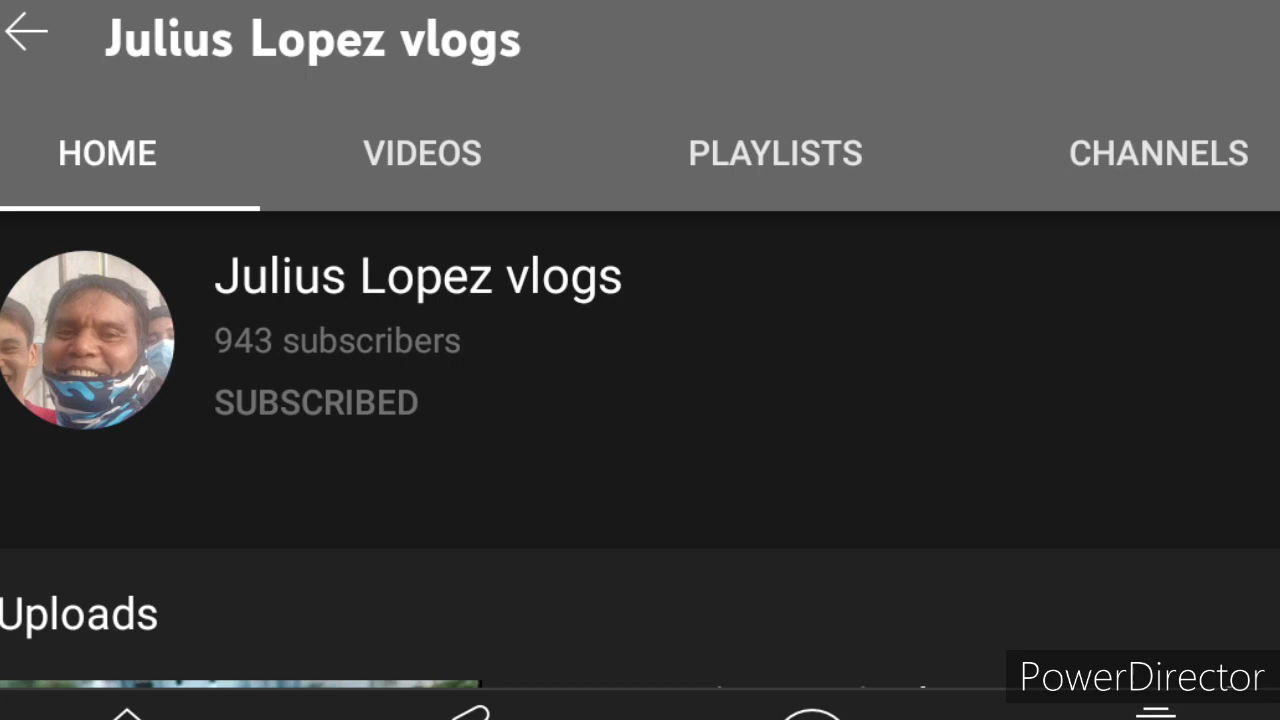 Julius Lopez vlogs
HOME VIDEOS PLAYLISTS CHANNELS
Julius Lopez vlogs
943 subscribers
SUBSCRIBED
Uploads
PowerDirector